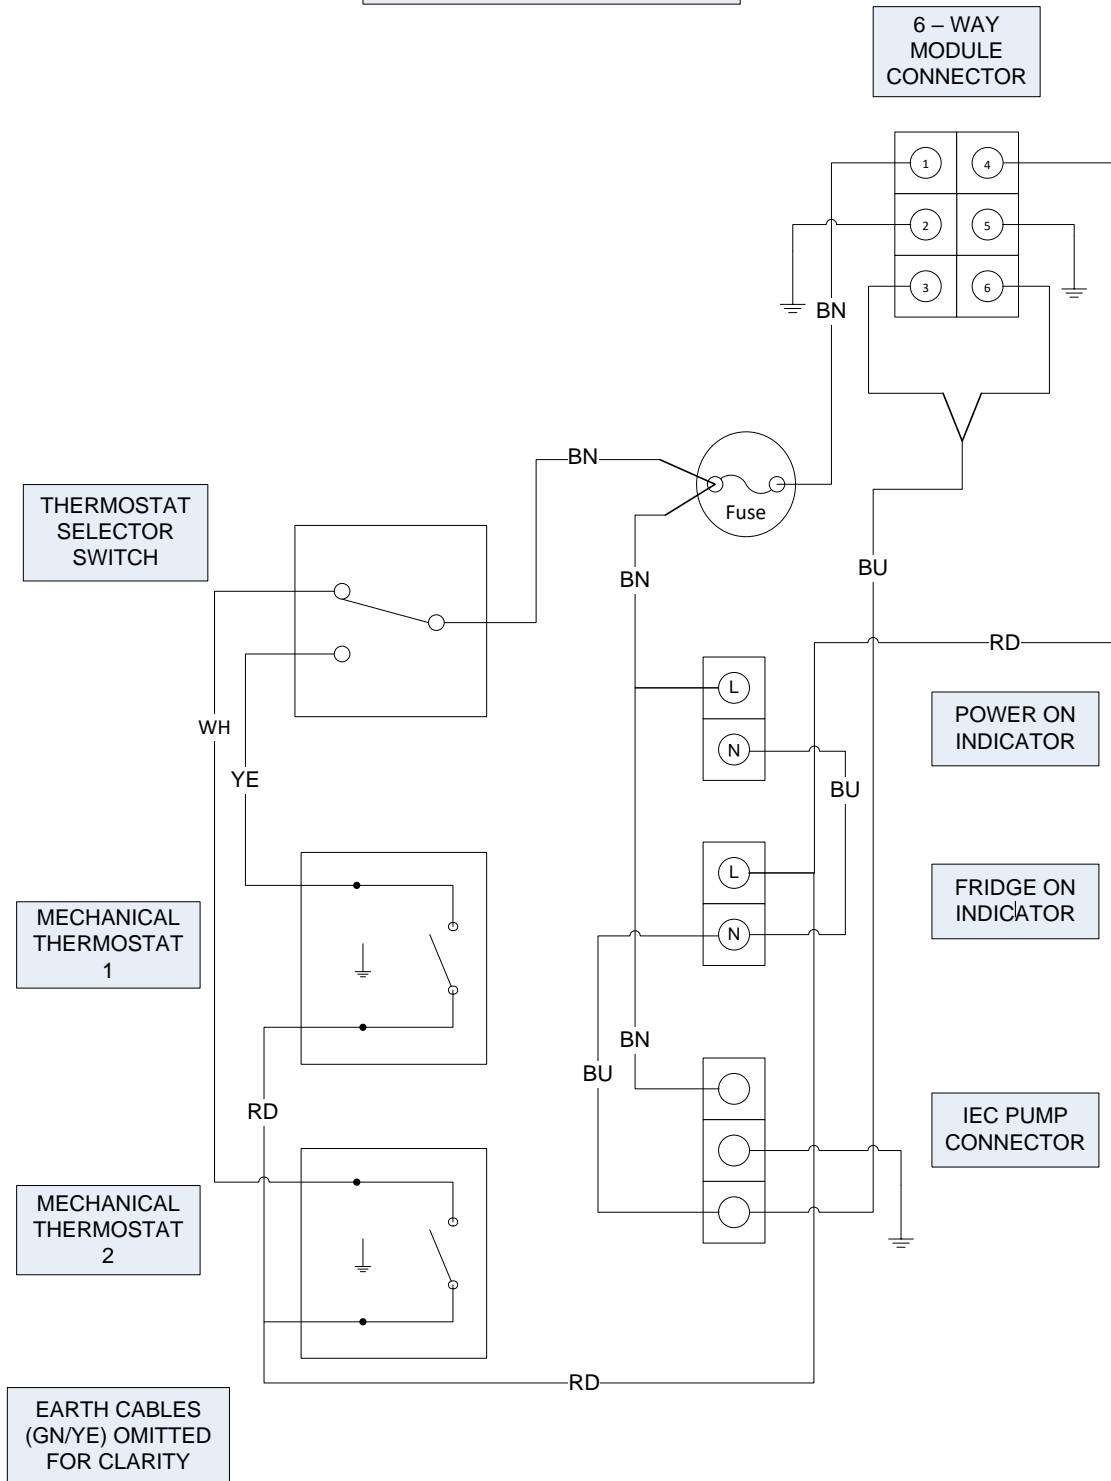 6 – WAY
MODULE
CONNECTOR
1
4
2
5
3
6
BN
BN
Fuse
THERMOSTAT
SELECTOR
SWITCH
BN
BU
RD
L
POWER ON
INDICATOR
WH
N
YE
BU
L
FRIDGE ON
INDICATOR
MECHANICAL
THERMOSTAT
1
N
BN
BU
RD
IEC PUMP
CONNECTOR
MECHANICAL
THERMOSTAT
2
RD
EARTH CABLES
(GN/YE) OMITTED
FOR CLARITY